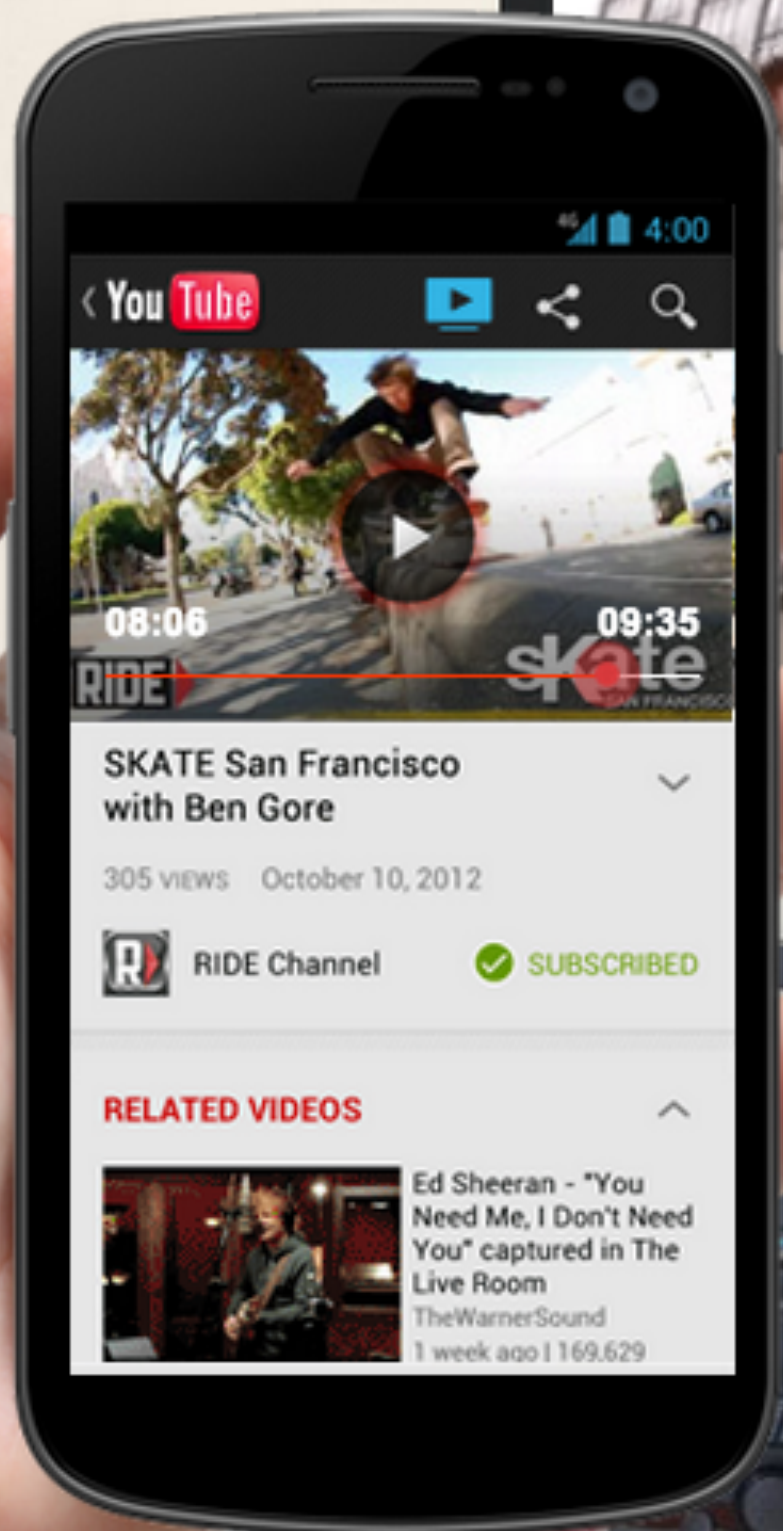 4G 4:00
You Tube
08:06 09:35
RIDE skate
SAN FRANCISCO
SKATE San Francisco
with Ben Gore
305 VIEWS October 10, 2012
R RIDE Channel SUBSCRIBED
RELATED VIDEOS
Ed Sheeran - "You
Need Me, I Don't Need
You" captured in The
Live Room
TheWarnerSound
1 week ago | 169,629